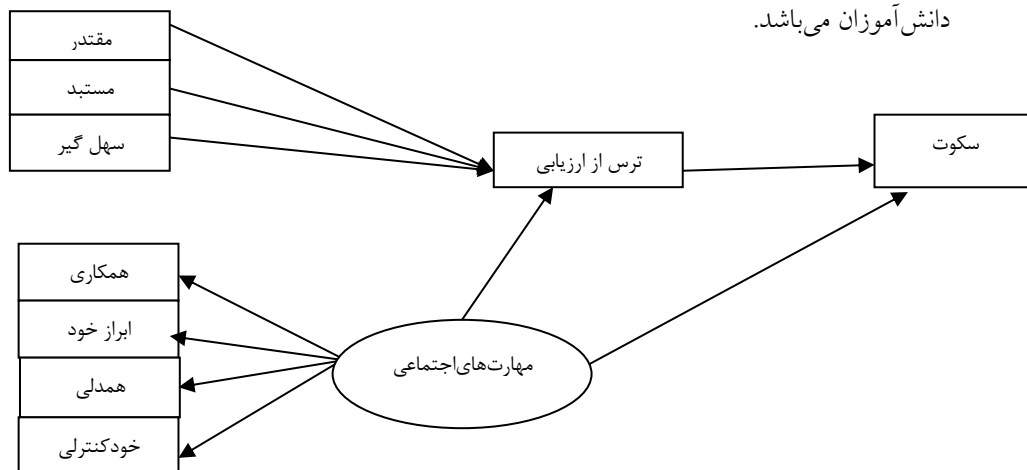 دانش‌آموزان می‌باشد.
مقتدر
مستبد
سهل گیر
ترس از ارزیابی
سکوت
همکاری
ابراز خود
همدلی
خودکنترلی
مهارت‌های‌اجتماعی